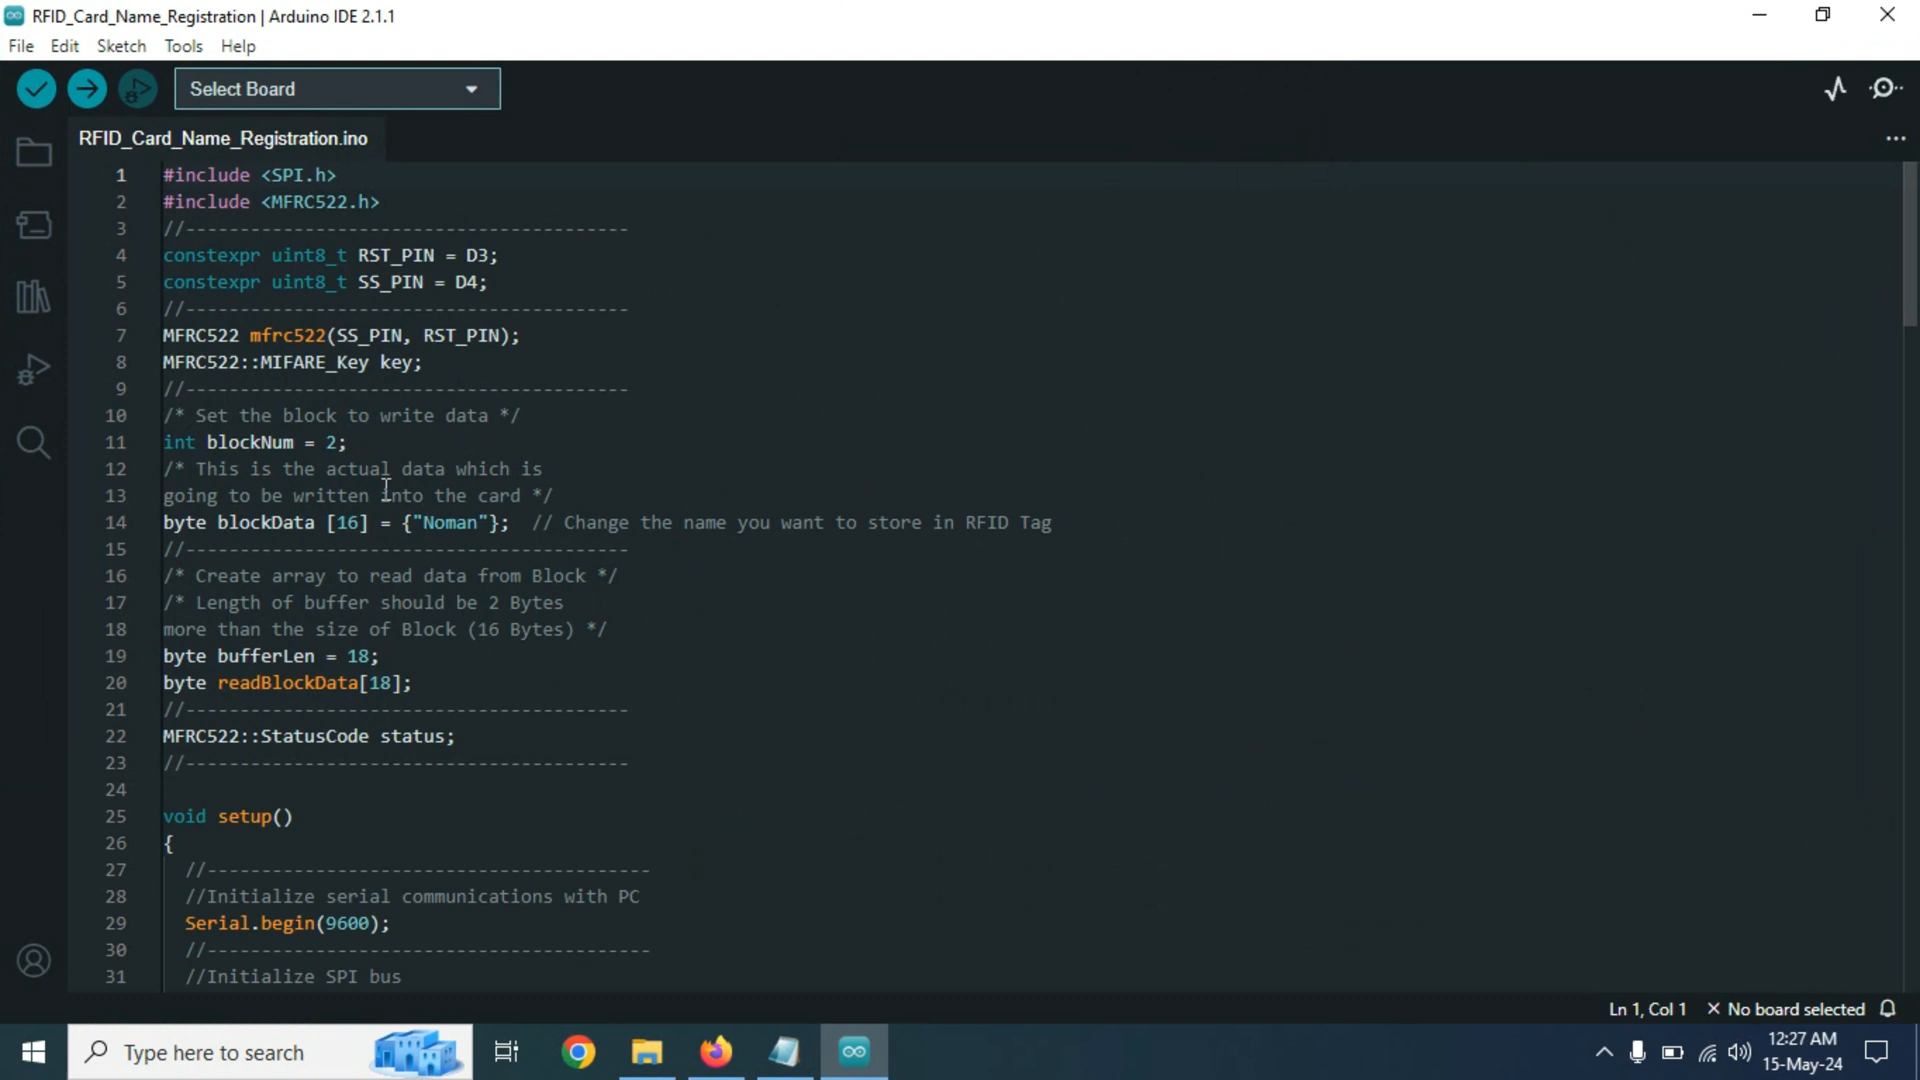 RFID_Card_Name_Registration | Arduino IDE 2.1.1
File Edit Sketch Tools Help
Select Board
RFID_Card_Name_Registration.ino
1 #include <SPI.h>
2 #include <MFRC522.h>
3 //-----------------------------------------
4 constexpr uint8_t RST_PIN = D3;
5 constexpr uint8_t SS_PIN = D4;
6 //-----------------------------------------
7 MFRC522 mfrc522(SS_PIN, RST_PIN);
8 MFRC522::MIFARE_Key key;
9 //-----------------------------------------
10 /* Set the block to write data */
11 int blockNum = 2;
12 /* This is the actual data which is
13 going to be written into the card */
14 byte blockData [16] = {"Noman"};  // Change the name you want to store in RFID Tag
15 //-----------------------------------------
16 /* Create array to read data from Block */
17 /* Length of buffer should be 2 Bytes
18 more than the size of Block (16 Bytes) */
19 byte bufferLen = 18;
20 byte readBlockData[18];
21 //-----------------------------------------
22 MFRC522::StatusCode status;
23 //-----------------------------------------
24
25 void setup()
26 {
27   //-----------------------------------------
28   //Initialize serial communications with PC
29   Serial.begin(9600);
30   //-----------------------------------------
31   //Initialize SPI bus
Ln 1, Col 1 No board selected
Type here to search
12:27 AM
15-May-24